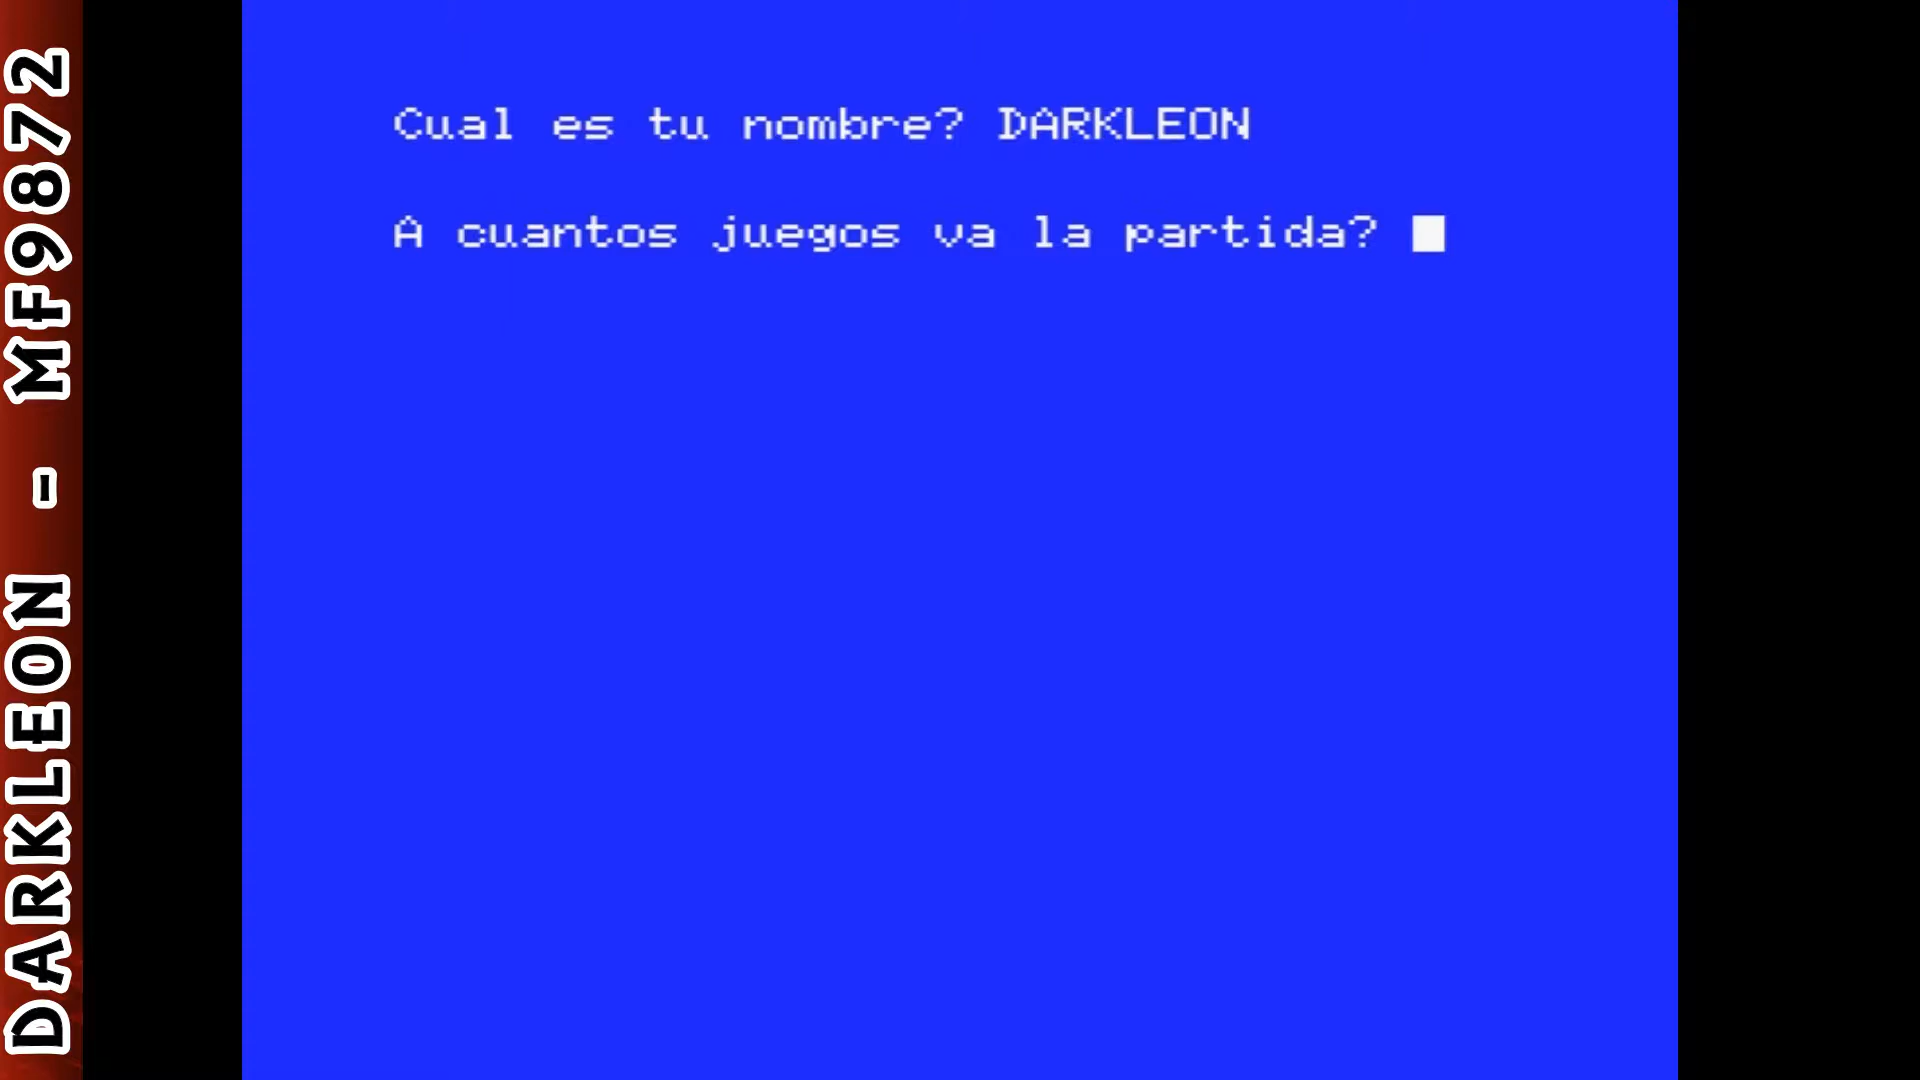 DARKLEON - MF9872
Cual es tu nombre? DARKLEON
A cuantos juegos va la partida?